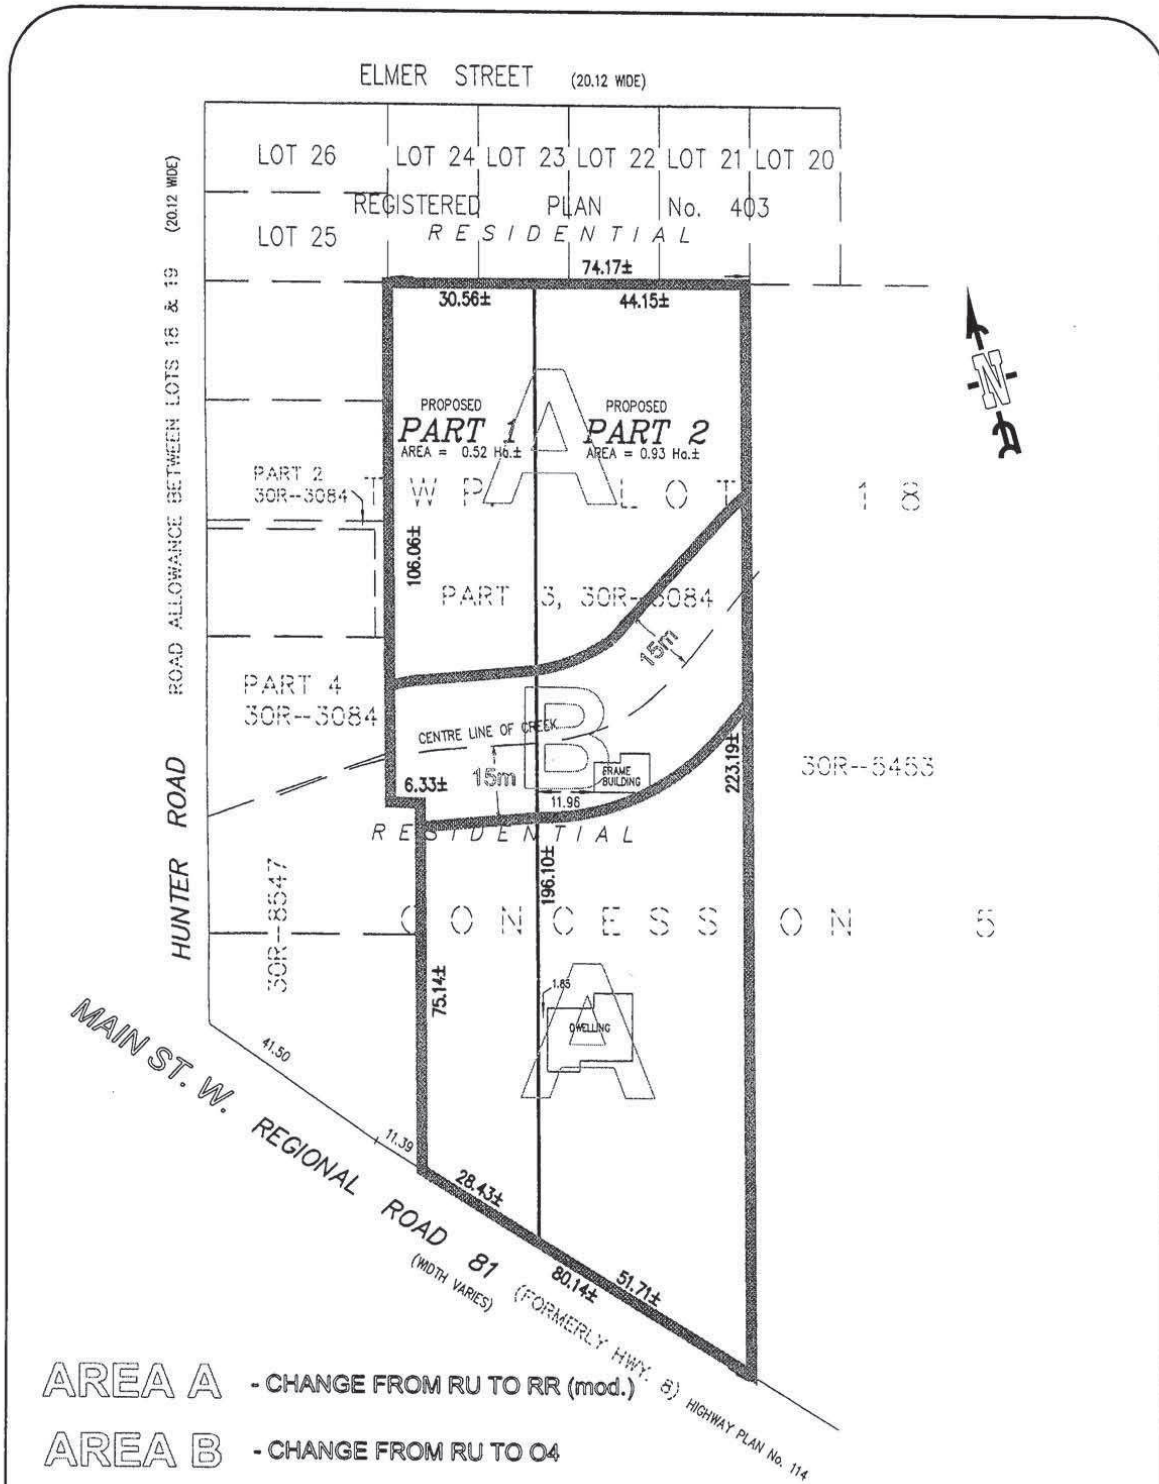 ELMER STREET (20.12 WIDE)
LOT 26
LOT 24
LOT 23
LOT 22
LOT 21
LOT 20
REGISTERED PLAN No. 403
LOT 25
RESIDENTIAL
74.17±
30.56±
44.15±
ROAD ALLOWANCE BETWEEN LOTS 18 & 19 (20.12 WIDE)
HUNTER ROAD
N
A
PROPOSED
PART 1
AREA = 0.52 Ha.±
PROPOSED
PART 2
AREA = 0.93 Ha.±
PART 2
30R--3084
TWP. LOT 18
106.06±
PART 3, 30R--3084
15m
PART 4
30R--3084
B
CENTRE LINE OF CREEK
15m
FRAME
BUILDING
11.96
6.33±
223.19±
30R--5453
RESIDENTIAL
196.10±
30R--8547
CONCESSION 5
75.14±
A
1.85
DWELLING
41.50
11.39
MAIN ST. W. REGIONAL ROAD 81 (FORMERLY HWY. 8) HIGHWAY PLAN No. 114
(WIDTH VARIES)
28.43±
80.14±
51.71±
AREA A - CHANGE FROM RU TO RR (mod.)
AREA B - CHANGE FROM RU TO O4